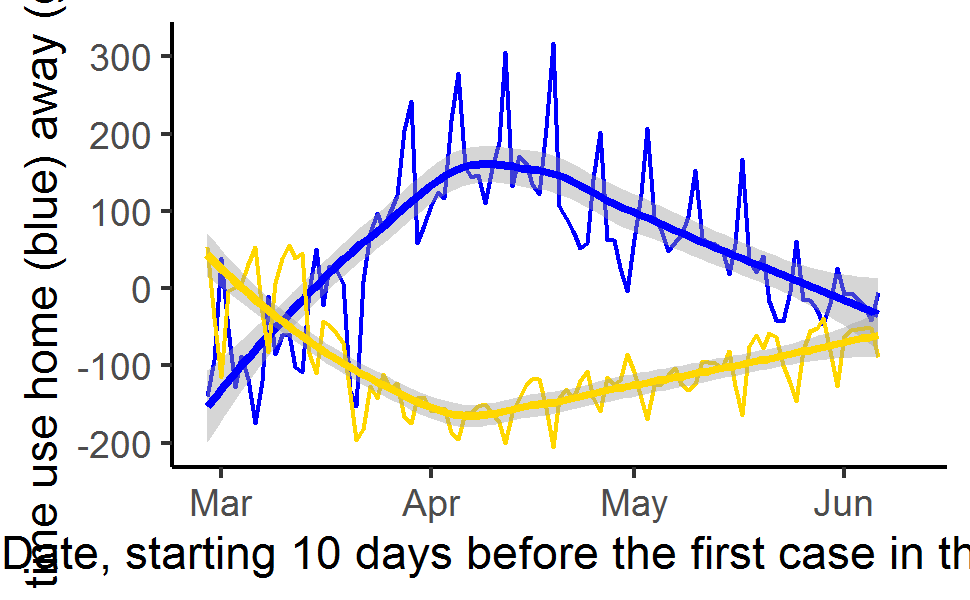 time use home (blue) away (
300
200
100
0
-100
-200
Mar Apr May Jun
Date, starting 10 days before the first case in th